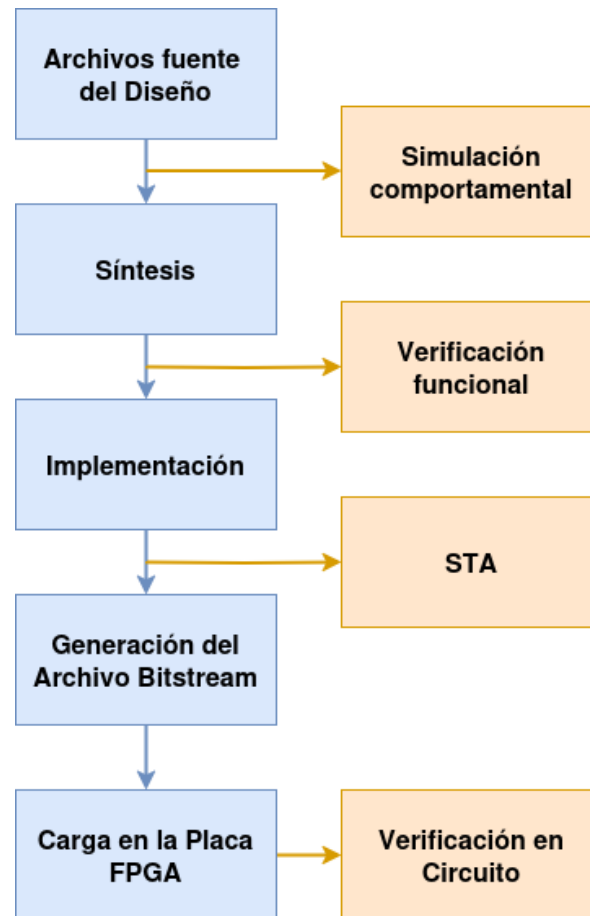 Archivos fuente
del Diseño
Simulación
comportamental
Síntesis
Verificación
funcional
Implementación
STA
Generación del
Archivo Bitstream
Carga en la Placa
FPGA
Verificación en
Circuito